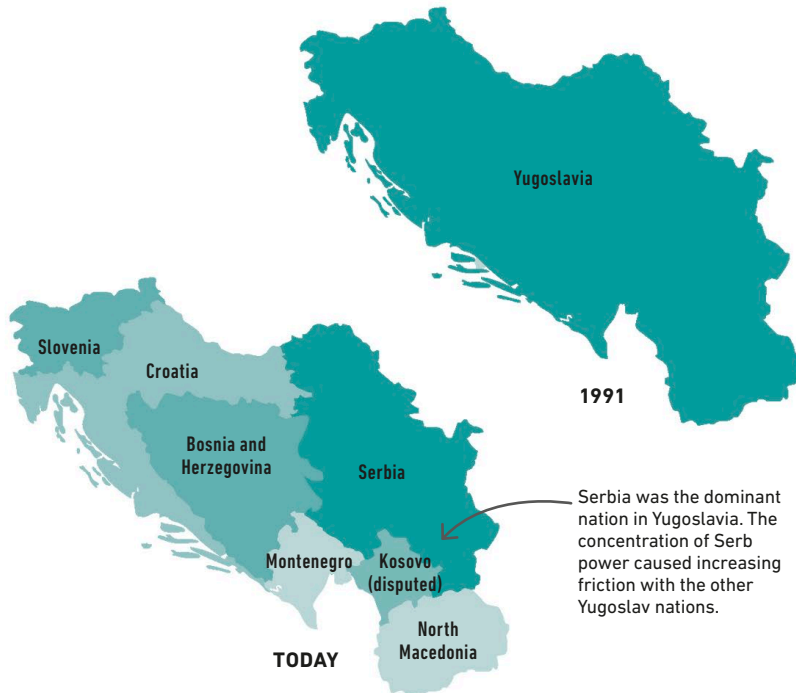 Yugoslavia
1991
Slovenia
Croatia
Bosnia and
Herzegovina
Serbia
Montenegro
Kosovo
(disputed)
North
Macedonia
TODAY
Serbia was the dominant
nation in Yugoslavia. The
concentration of Serb
power caused increasing
friction with the other
Yugoslav nations.